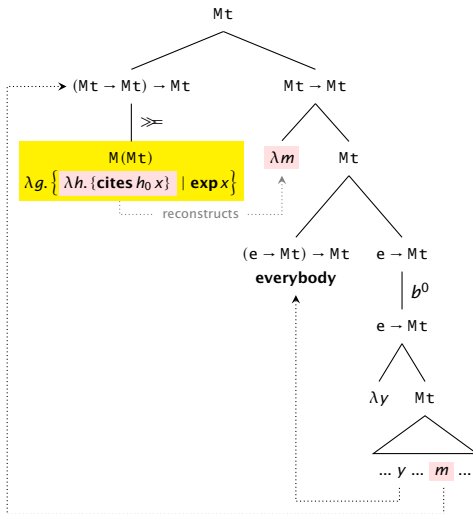 Mt
(Mt → Mt) → Mt Mt → Mt
≫=
M(Mt) λm Mt
λg.{λh.{cites h₀ x} | exp x}
reconstructs
(e → Mt) → Mt e → Mt
everybody
b⁰
e → Mt
λy Mt
... y ... m ...